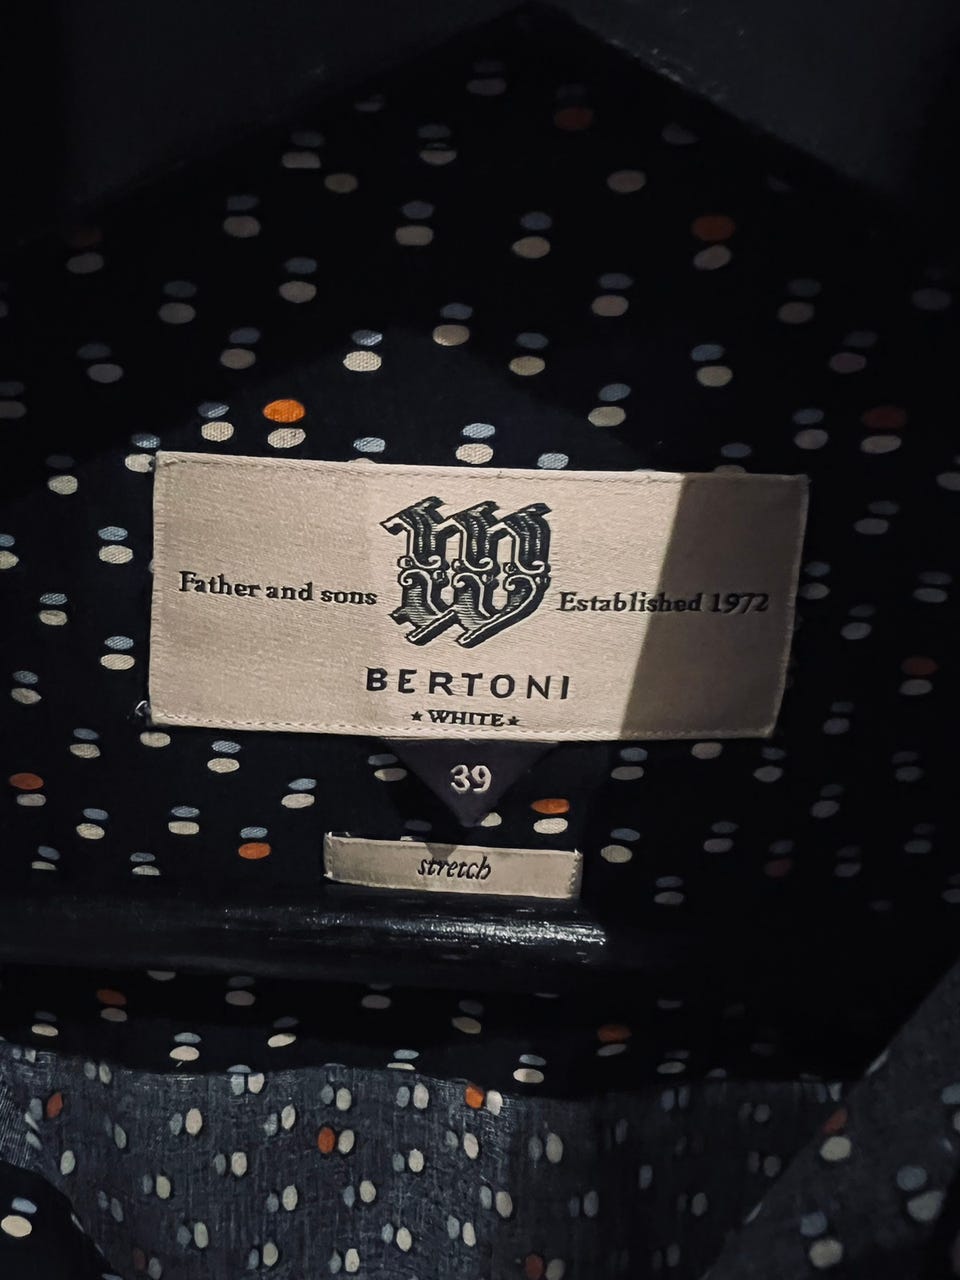 W
Father and sons
Established 1972
BERTONI
★ WHITE ★
39
stretch